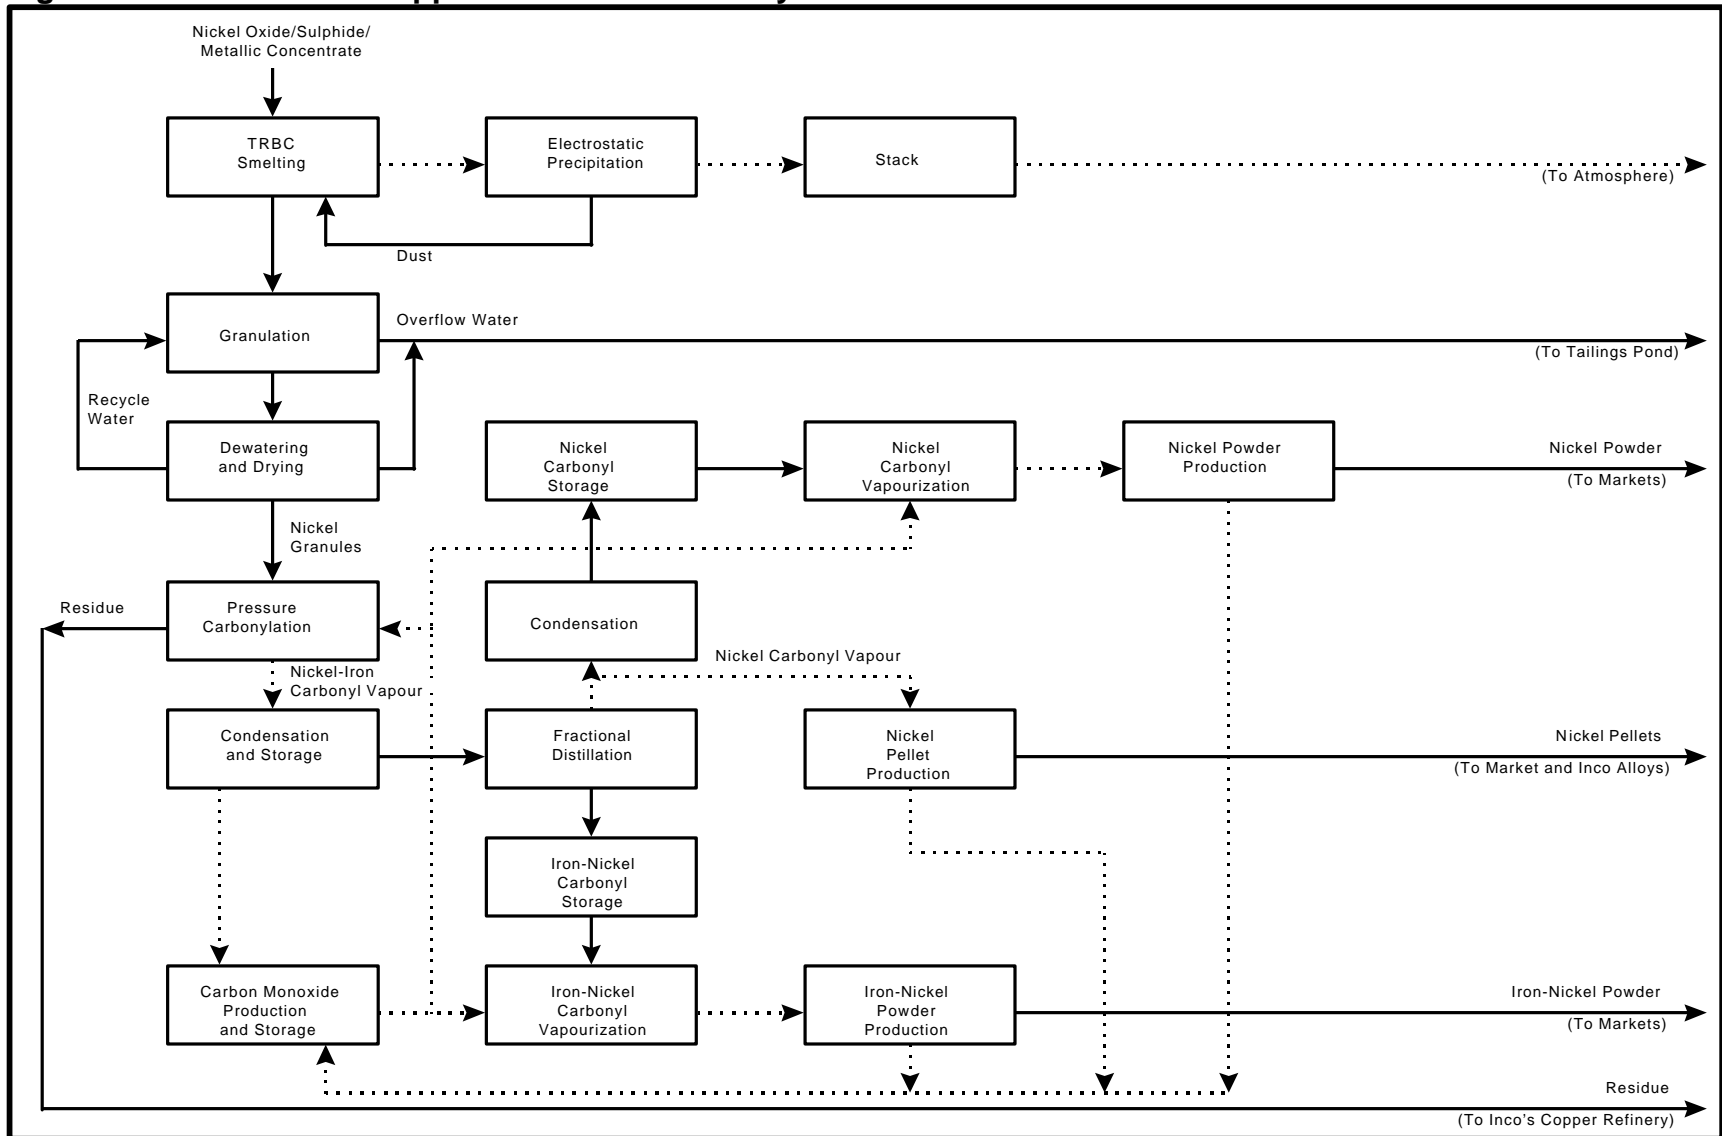 Nickel Oxide/Sulphide/
Metallic Concentrate
TRBC
Smelting
Electrostatic
Precipitation
Stack
(To Atmosphere)
Dust
Granulation
Overflow Water
(To Tailings Pond)
Recycle
Water
Dewatering
and Drying
Nickel
Carbonyl
Storage
Nickel
Carbonyl
Vapourization
Nickel Powder
Production
Nickel Powder
(To Markets)
Nickel
Granules
Residue
Pressure
Carbonylation
Condensation
Nickel Carbonyl Vapour
Nickel-Iron
Carbonyl Vapour
Condensation
and Storage
Fractional
Distillation
Nickel
Pellet
Production
Nickel Pellets
(To Market and Inco Alloys)
Iron-Nickel
Carbonyl
Storage
Carbon Monoxide
Production
and Storage
Iron-Nickel
Carbonyl
Vapourization
Iron-Nickel
Powder
Production
Iron-Nickel Powder
(To Markets)
Residue
(To Inco's Copper Refinery)